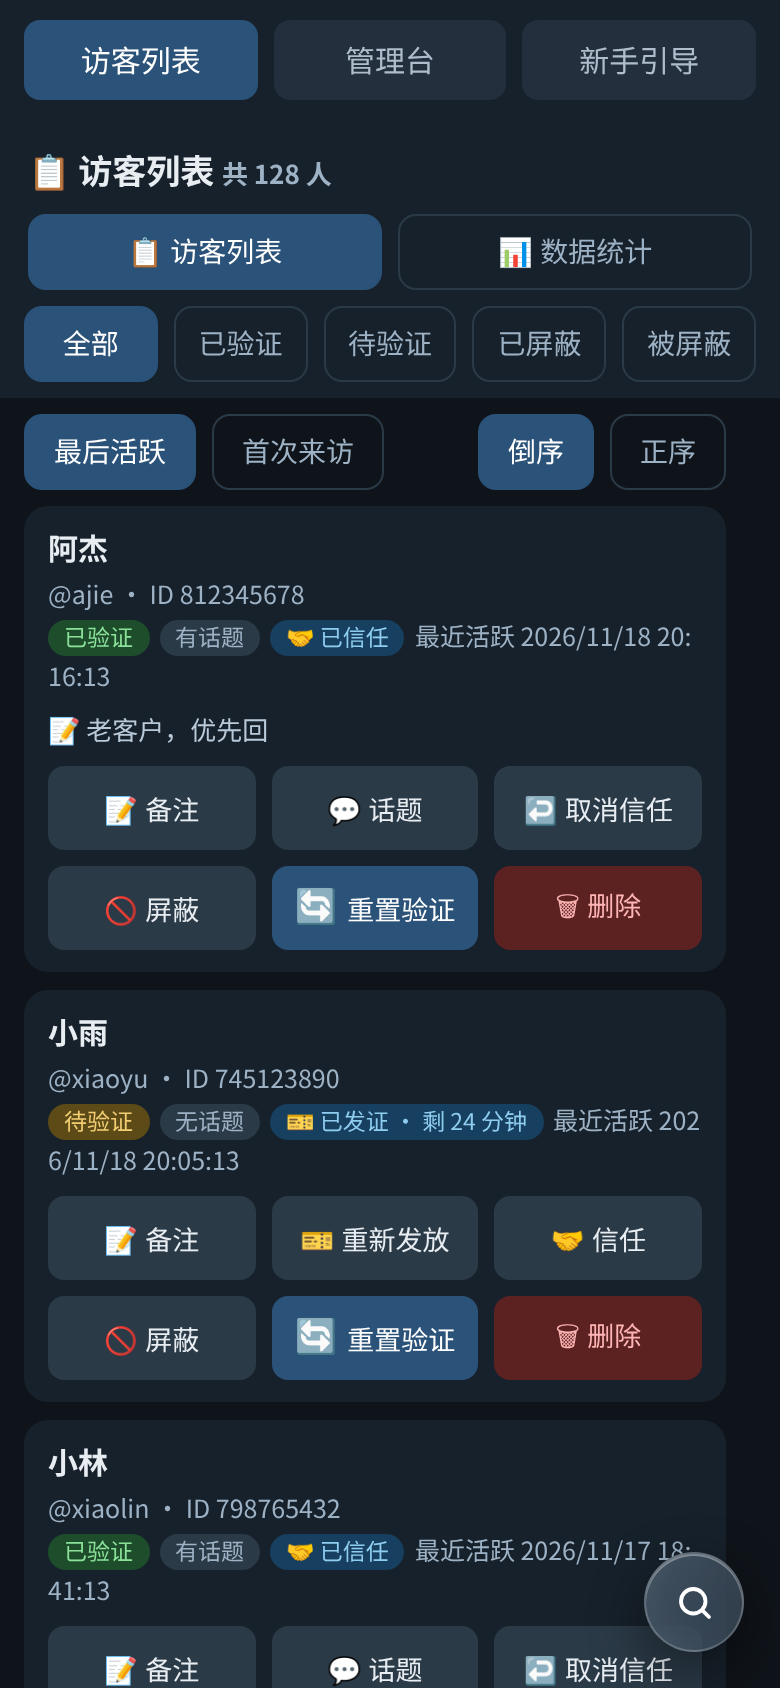 访客列表 管理台 新手引导
📋 访客列表 共 128 人
📋 访客列表 📊 数据统计
全部 已验证 待验证 已屏蔽 被屏蔽
最后活跃 首次来访 倒序 正序
阿杰
@ajie · ID 812345678
已验证 有话题 🤝 已信任 最近活跃 2026/11/18 20:
16:13
📝 老客户，优先回
📝 备注 💬 话题 ↩️ 取消信任
🚫 屏蔽 🔄 重置验证 🗑 删除
小雨
@xiaoyu · ID 745123890
待验证 无话题 🎫 已发证 · 剩 24 分钟 最近活跃 202
6/11/18 20:05:13
📝 备注 🎫 重新发放 🤝 信任
🚫 屏蔽 🔄 重置验证 🗑 删除
小林
@xiaolin · ID 798765432
已验证 有话题 🤝 已信任 最近活跃 2026/11/17 18:
41:13
📝 备注 💬 话题 ↩️ 取消信任